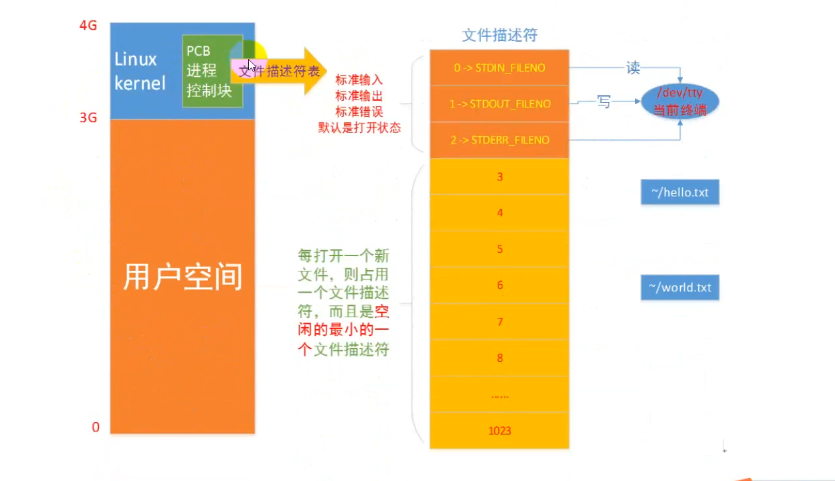 4G
Linux
kernel
PCB
进程
控制块
文件描述符表
3G
用户空间
0
标准输入
标准输出
标准错误
默认是打开状态
每打开一个新
文件，则占用
一个文件描述
符，而且是空
闲的最小的一
个文件描述符
文件描述符
0 -> STDIN_FILENO
1 -> STDOUT_FILENO
2 -> STDERR_FILENO
3
4
5
6
7
8
......
1023
读
写
/dev/tty
当前终端
~/hello.txt
~/world.txt